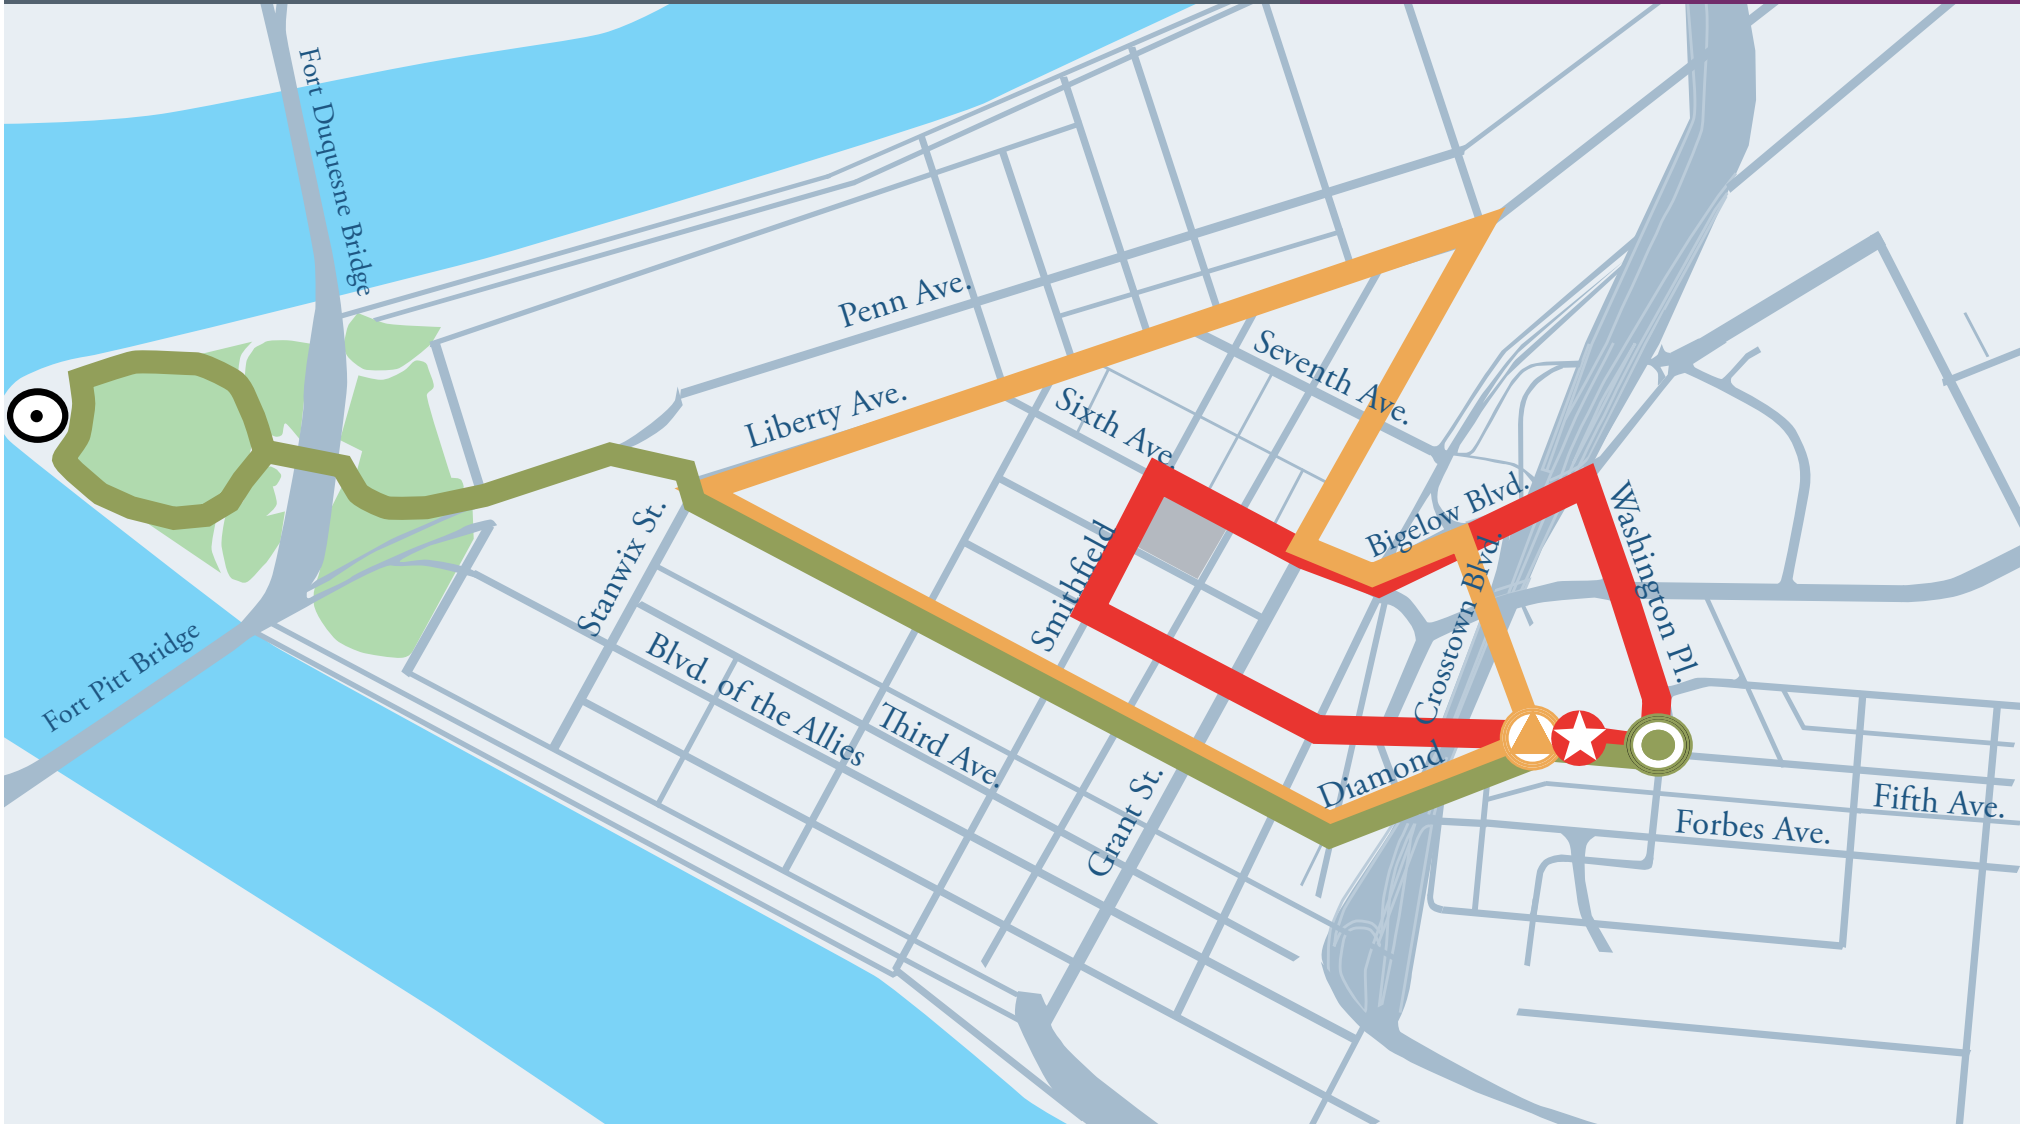 Fort Duquesne Bridge
Penn Ave.
Liberty Ave.
Seventh Ave.
Sixth Ave.
Bigelow Blvd.
Washington Pl.
Stanwix St.
Smithfield
Crosstown Blvd.
Fort Pitt Bridge
Blvd. of the Allies
Third Ave.
Diamond
Grant St.
Fifth Ave.
Forbes Ave.